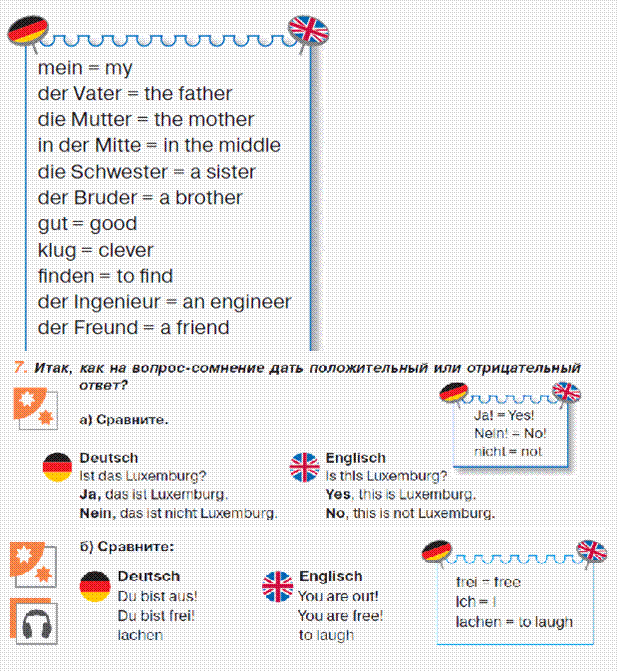 mein = my
der Vater = the father
die Mutter = the mother
in der Mitte = in the middle
die Schwester = a sister
der Bruder = a brother
gut = good
klug = clever
finden = to find
der Ingenieur = an engineer
der Freund = a friend
7. Итак, как на вопрос-сомнение дать положительный или отрицательный
ответ?
а) Сравните.
Ja! = Yes!
Nein! = No!
nicht = not
Deutsch
Ist das Luxemburg?
Ja, das ist Luxemburg.
Nein, das ist nicht Luxemburg.
Englisch
Is this Luxemburg?
Yes, this is Luxemburg.
No, this is not Luxemburg.
б) Сравните:
Deutsch
Du bist aus!
Du bist frei!
lachen
Englisch
You are out!
You are free!
to laugh
frei = free
Ich = I
lachen = to laugh